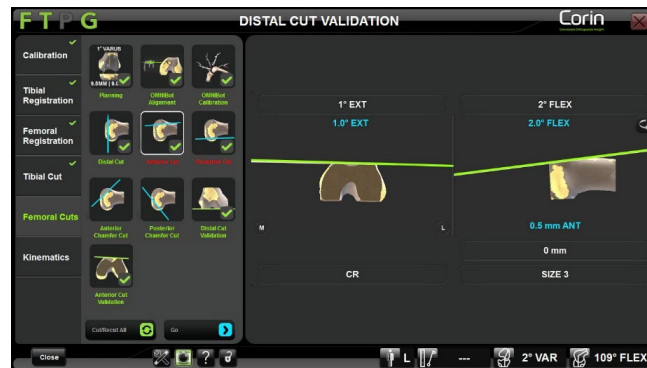 F T P G
DISTAL CUT VALIDATION
Corin
Calibration
Tibial
Registration
Femoral
Registration
Tibial Cut
Femoral Cuts
Kinematics
1° VARUS
Planning
OMNIBot
Alignment
OMNIBot
Calibration
Distal Cut
Anterior Cut
Posterior Cut
Anterior
Chamfer Cut
Posterior
Chamfer Cut
Distal Cut
Validation
Anterior Cut
Validation
Cut/Recut All
Go
1° EXT
1.0° EXT
M
L
CR
2° FLEX
2.0° FLEX
0.5 mm ANT
0 mm
SIZE 3
Close
?
L
---
2° VAR
109° FLEX